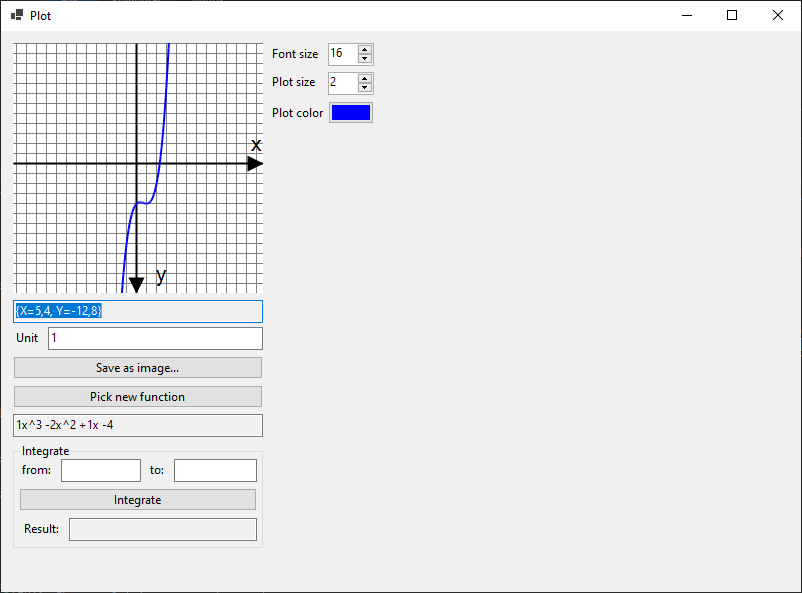 Plot
Font size 16
Plot size 2
Plot color
x
y
{X=5,4, Y=-12,8}
Unit 1
Save as image...
Pick new function
1x^3 -2x^2 +1x -4
Integrate
from: to:
Integrate
Result: